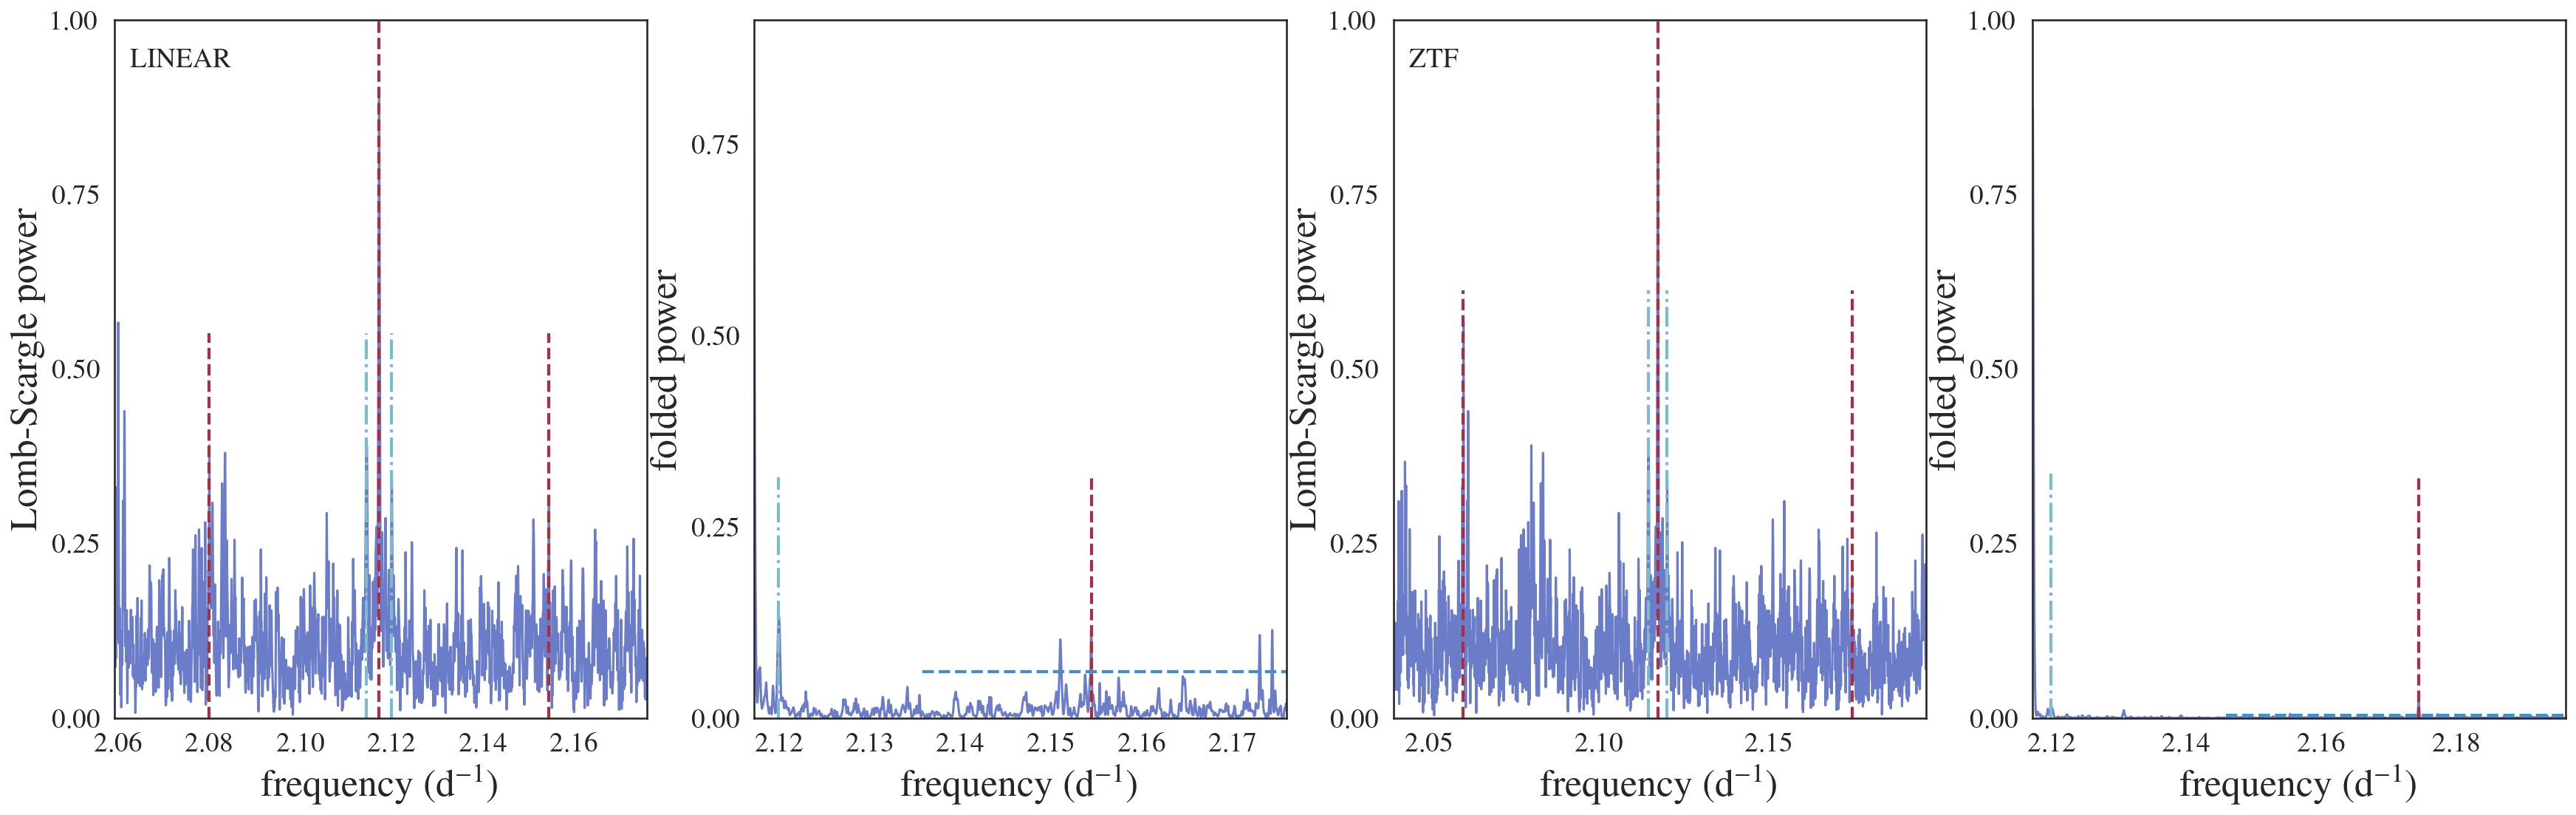 LINEAR
Lomb-Scargle power
1.00
0.75
0.50
0.25
0.00
2.06 2.08 2.10 2.12 2.14 2.16
frequency (d⁻¹)
folded power
0.75
0.50
0.25
0.00
2.12 2.13 2.14 2.15 2.16 2.17
frequency (d⁻¹)
ZTF
Lomb-Scargle power
1.00
0.75
0.50
0.25
0.00
2.05 2.10 2.15
frequency (d⁻¹)
folded power
1.00
0.75
0.50
0.25
0.00
2.12 2.14 2.16 2.18
frequency (d⁻¹)